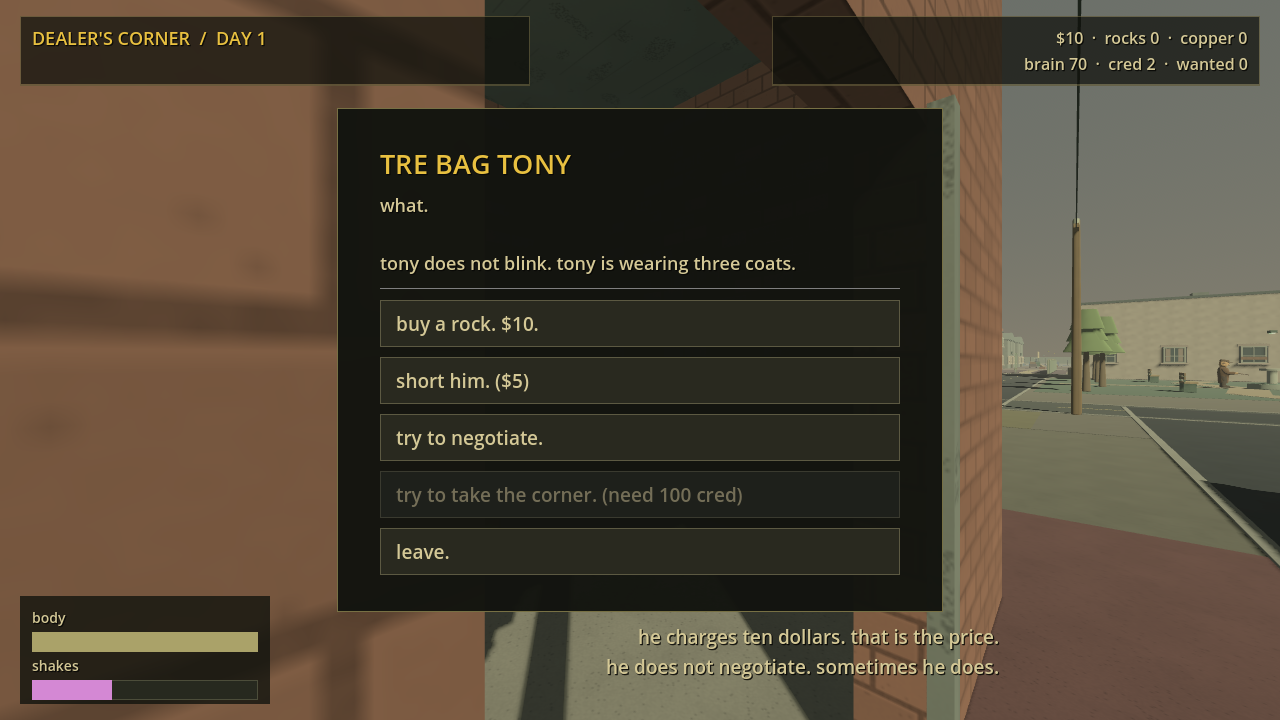 DEALER'S CORNER / DAY 1
$10 · rocks 0 · copper 0
brain 70 · cred 2 · wanted 0
TRE BAG TONY
what.
tony does not blink. tony is wearing three coats.
buy a rock. $10.
short him. ($5)
try to negotiate.
try to take the corner. (need 100 cred)
leave.
body
shakes
he charges ten dollars. that is the price.
he does not negotiate. sometimes he does.